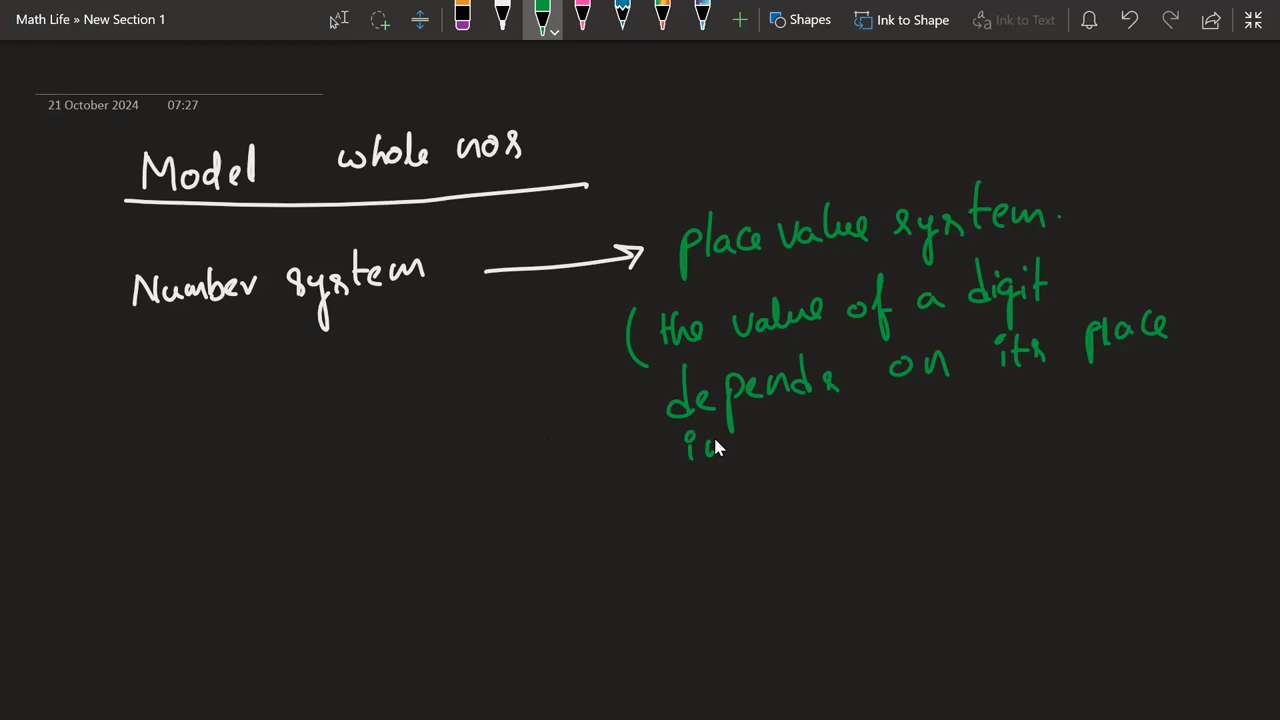 Math Life » New Section 1
Shapes
Ink to Shape
Ink to Text
21 October 2024 07:27
Model whole nos
Number system
place value system.
(the value of a digit
depends on its place